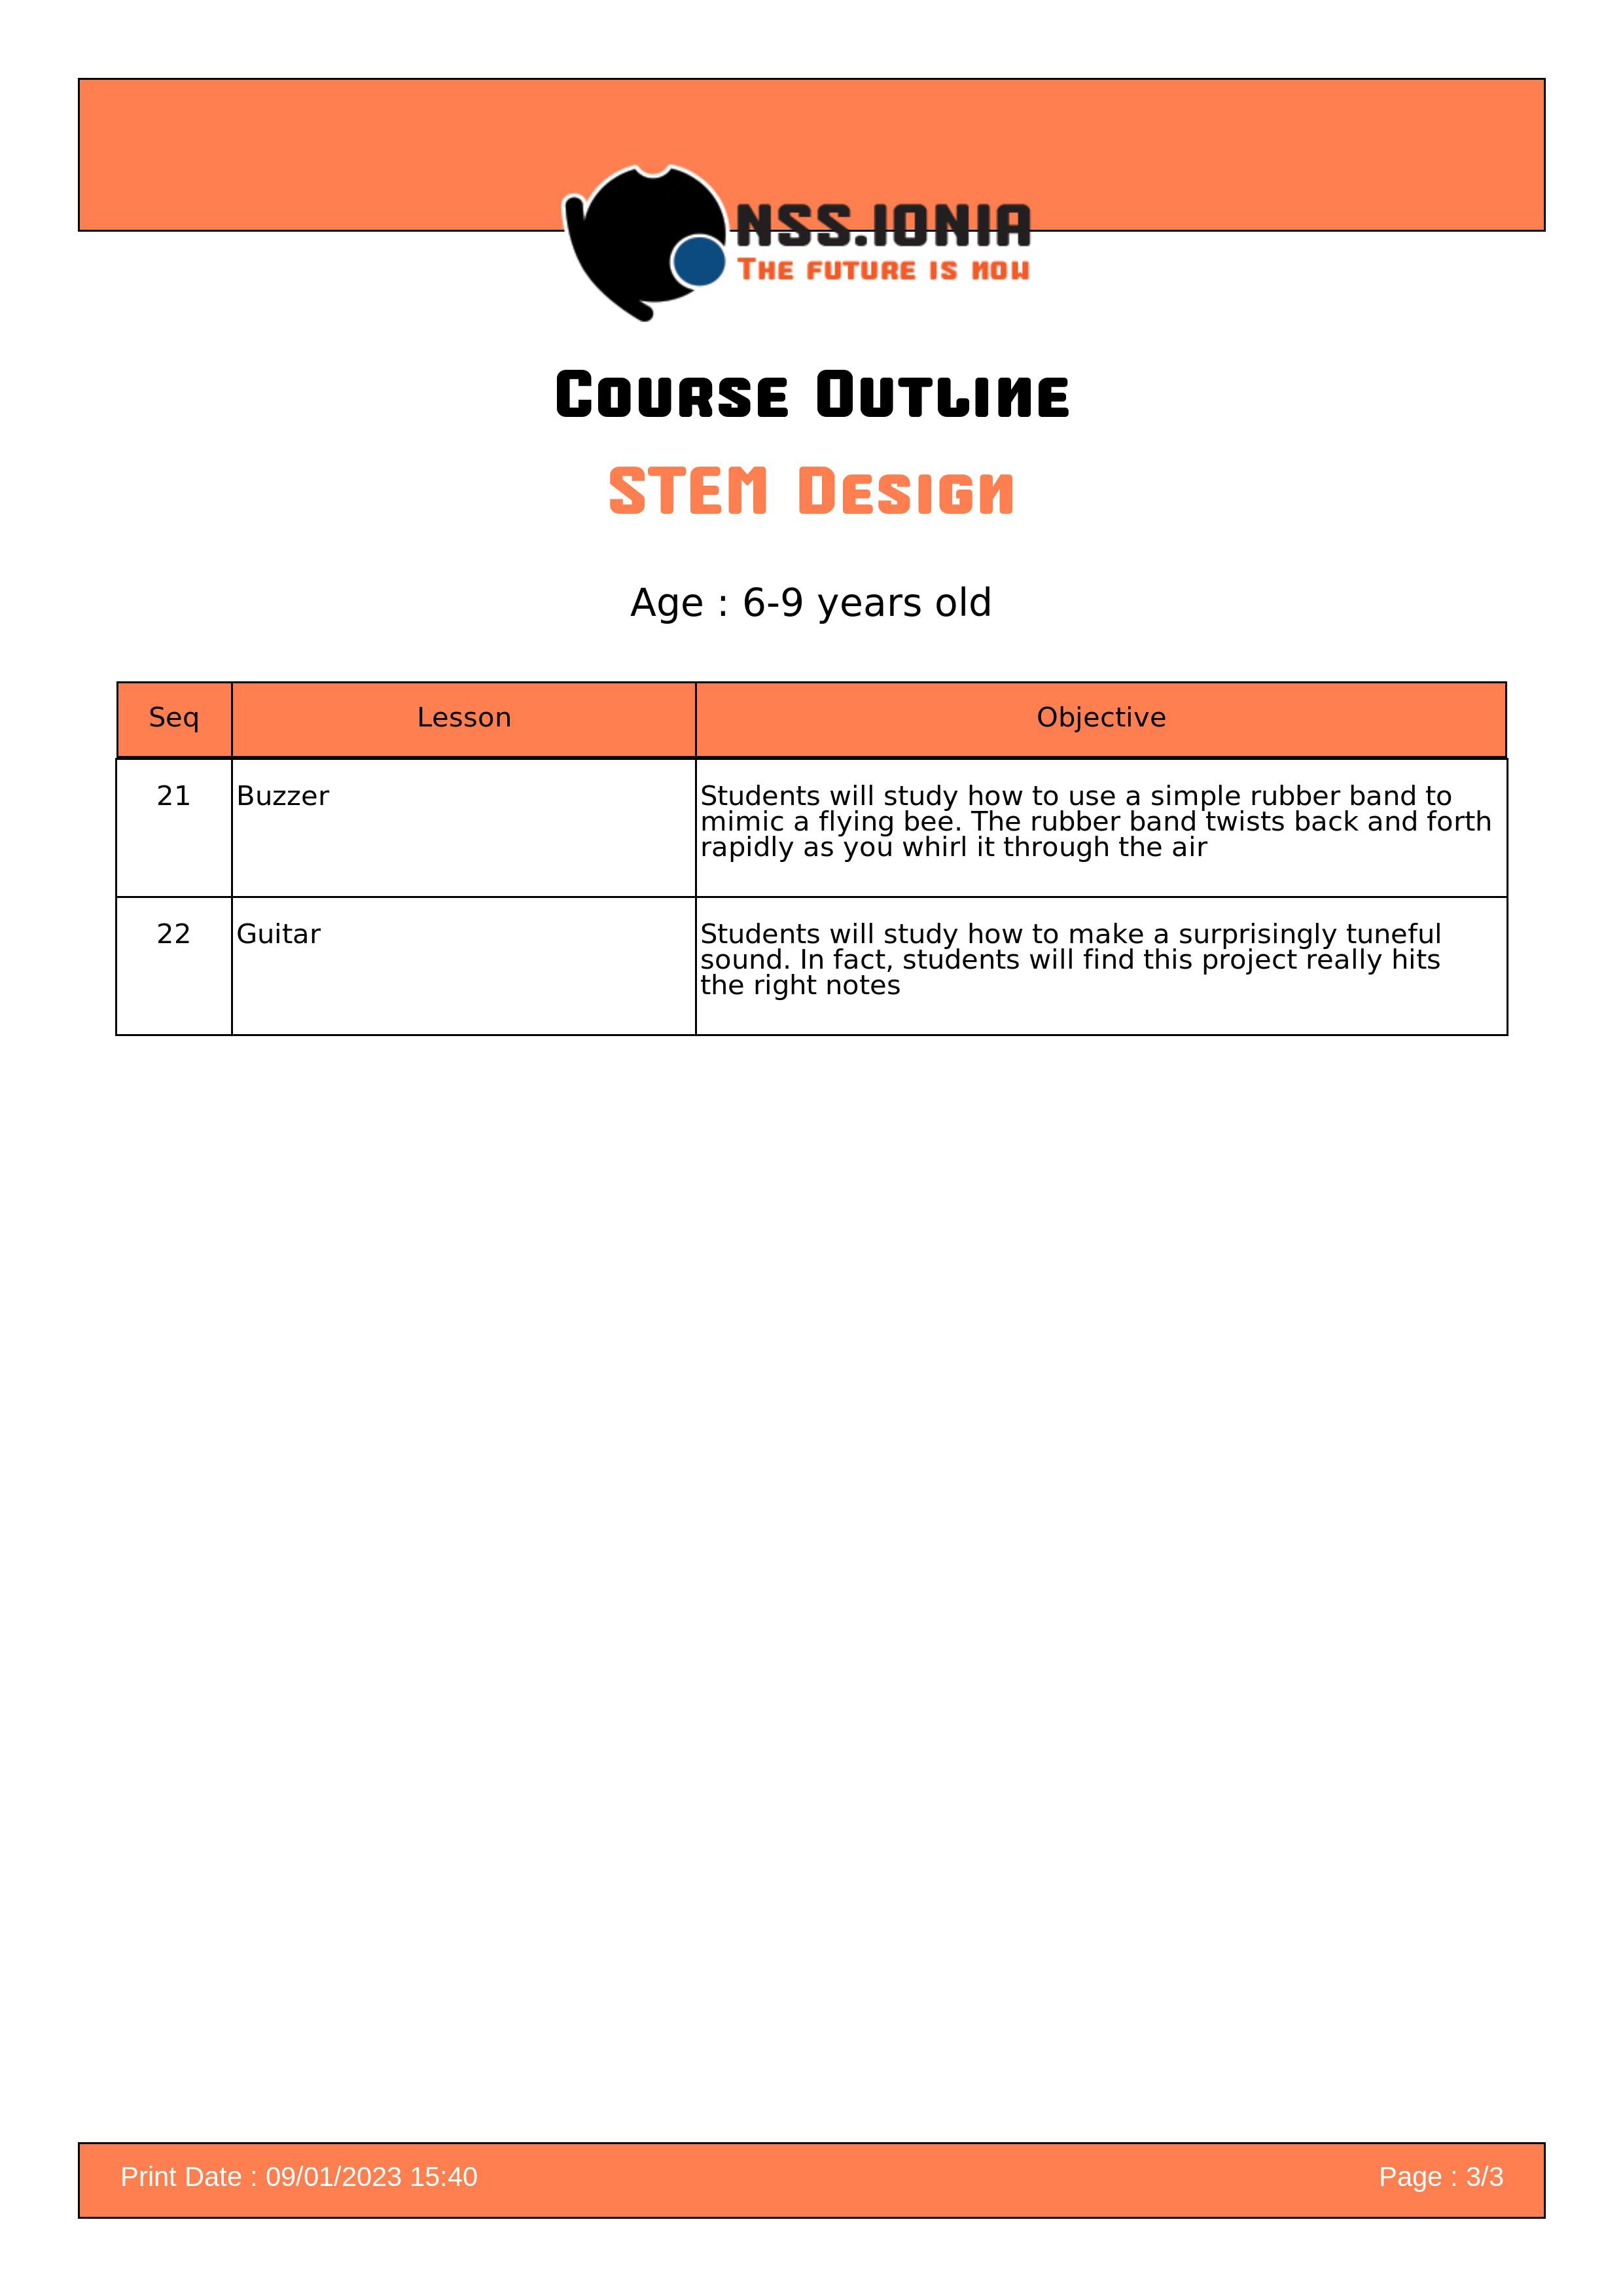 NSS.IONIA
The future is now
Course Outline
STEM Design
Age : 6-9 years old
Seq Lesson Objective
21 Buzzer Students will study how to use a simple rubber band to
mimic a flying bee. The rubber band twists back and forth
rapidly as you whirl it through the air
22 Guitar Students will study how to make a surprisingly tuneful
sound. In fact, students will find this project really hits
the right notes
Print Date : 09/01/2023 15:40 Page : 3/3